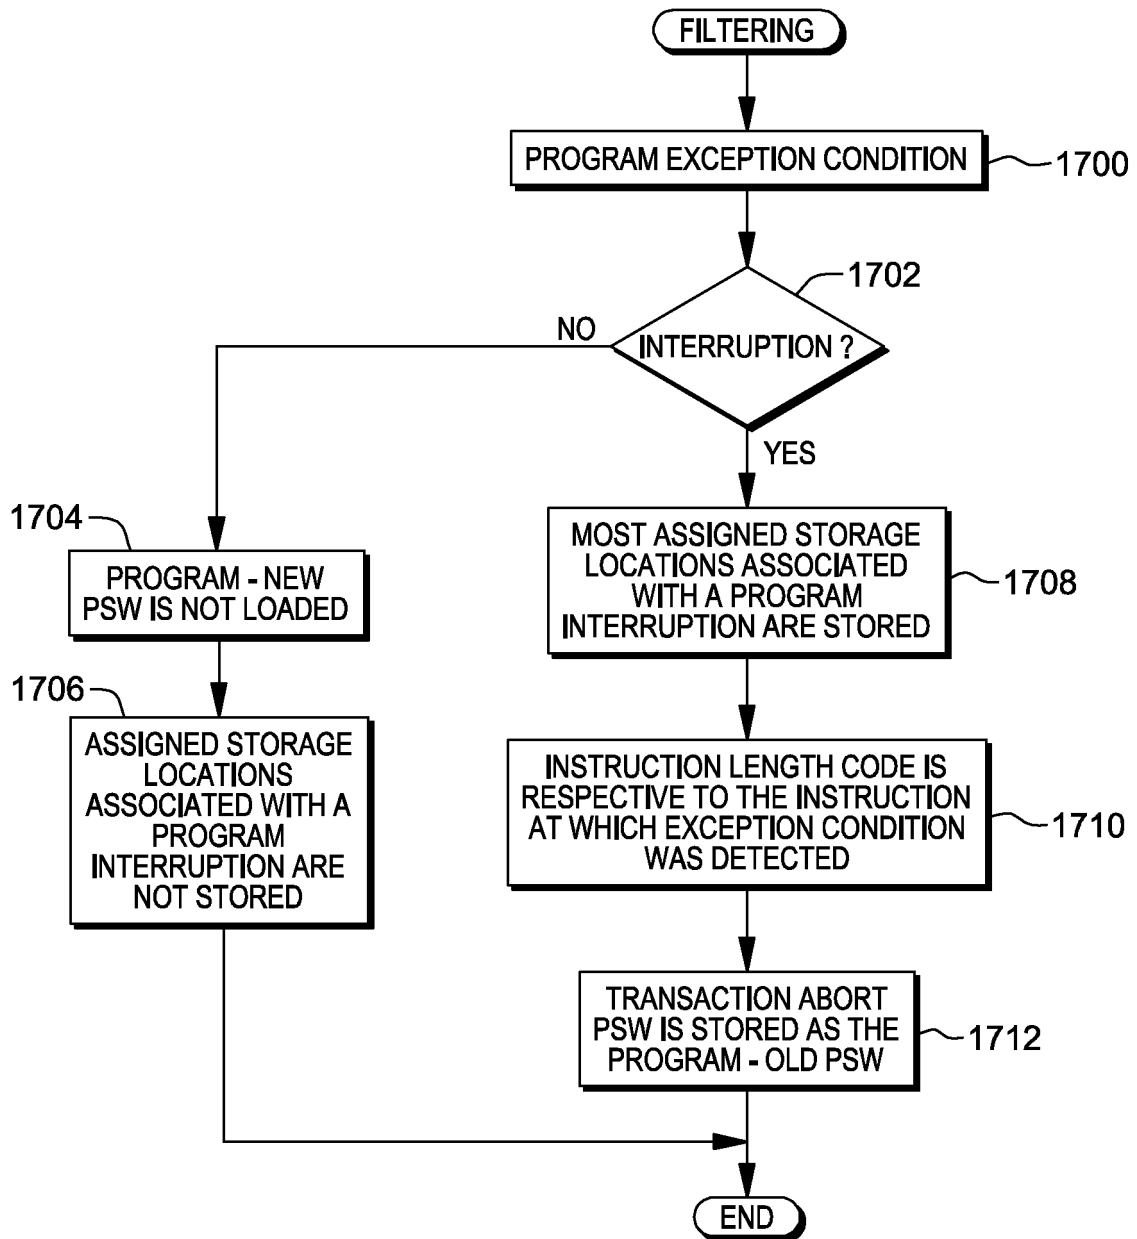 FILTERING
PROGRAM EXCEPTION CONDITION
1700
1702
INTERRUPTION ?
NO
YES
1704
PROGRAM - NEW
PSW IS NOT LOADED
1706
ASSIGNED STORAGE
LOCATIONS
ASSOCIATED WITH A
PROGRAM
INTERRUPTION ARE
NOT STORED
MOST ASSIGNED STORAGE
LOCATIONS ASSOCIATED
WITH A PROGRAM
INTERRUPTION ARE STORED
1708
INSTRUCTION LENGTH CODE IS
RESPECTIVE TO THE INSTRUCTION
AT WHICH EXCEPTION CONDITION
WAS DETECTED
1710
TRANSACTION ABORT
PSW IS STORED AS THE
PROGRAM - OLD PSW
1712
END